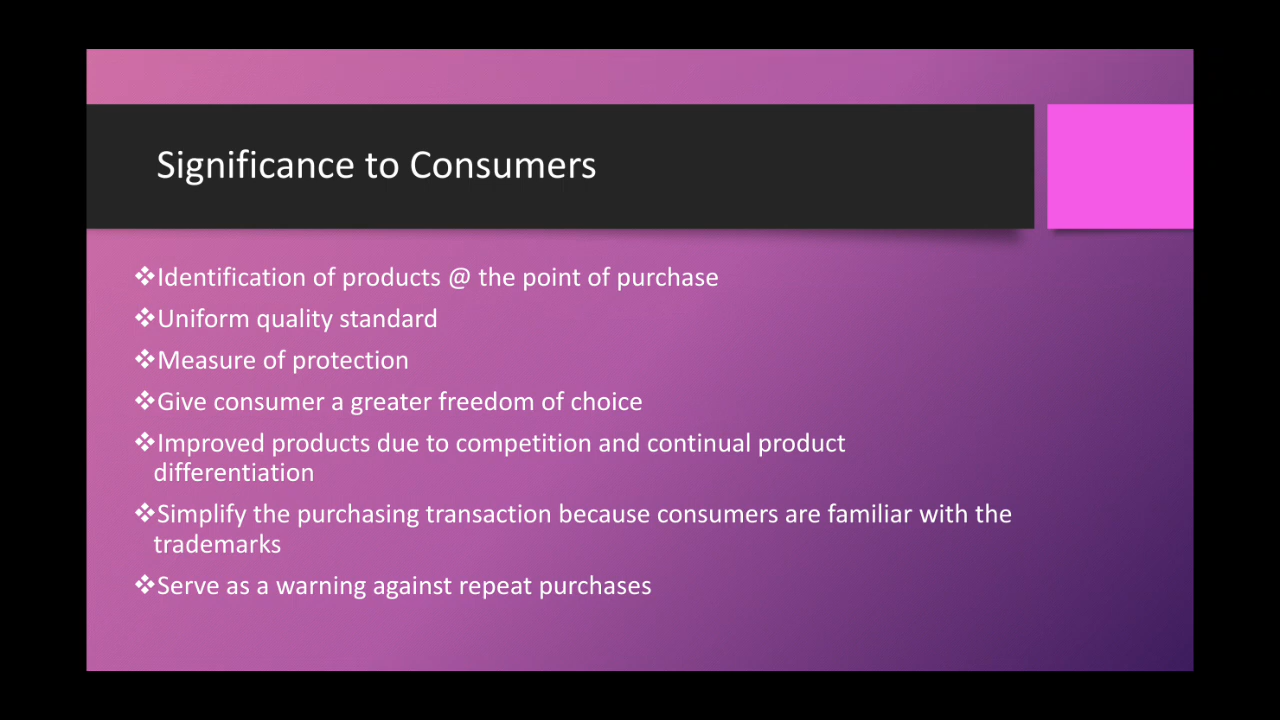 Significance to Consumers
❖Identification of products @ the point of purchase
❖Uniform quality standard
❖Measure of protection
❖Give consumer a greater freedom of choice
❖Improved products due to competition and continual product
differentiation
❖Simplify the purchasing transaction because consumers are familiar with the
trademarks
❖Serve as a warning against repeat purchases